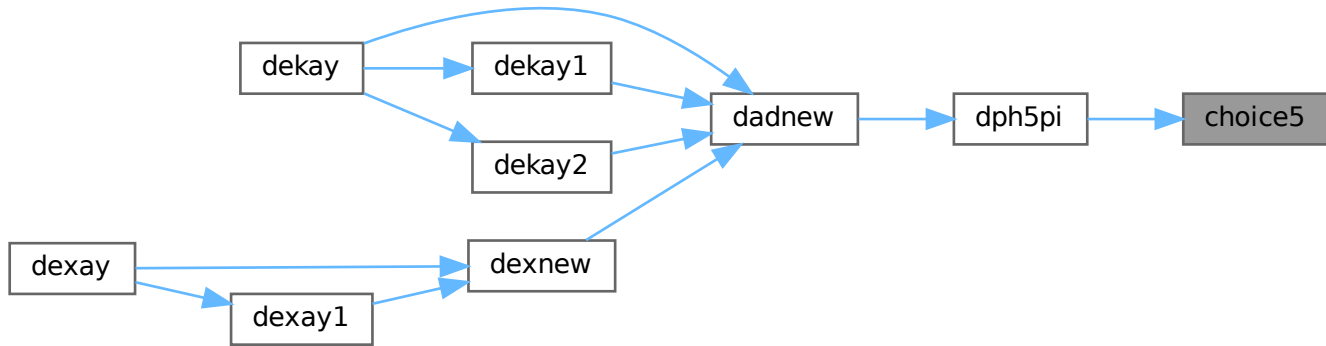 dekay
dekay1
dadnew
dph5pi
choice5
dekay2
dexay
dexnew
dexay1